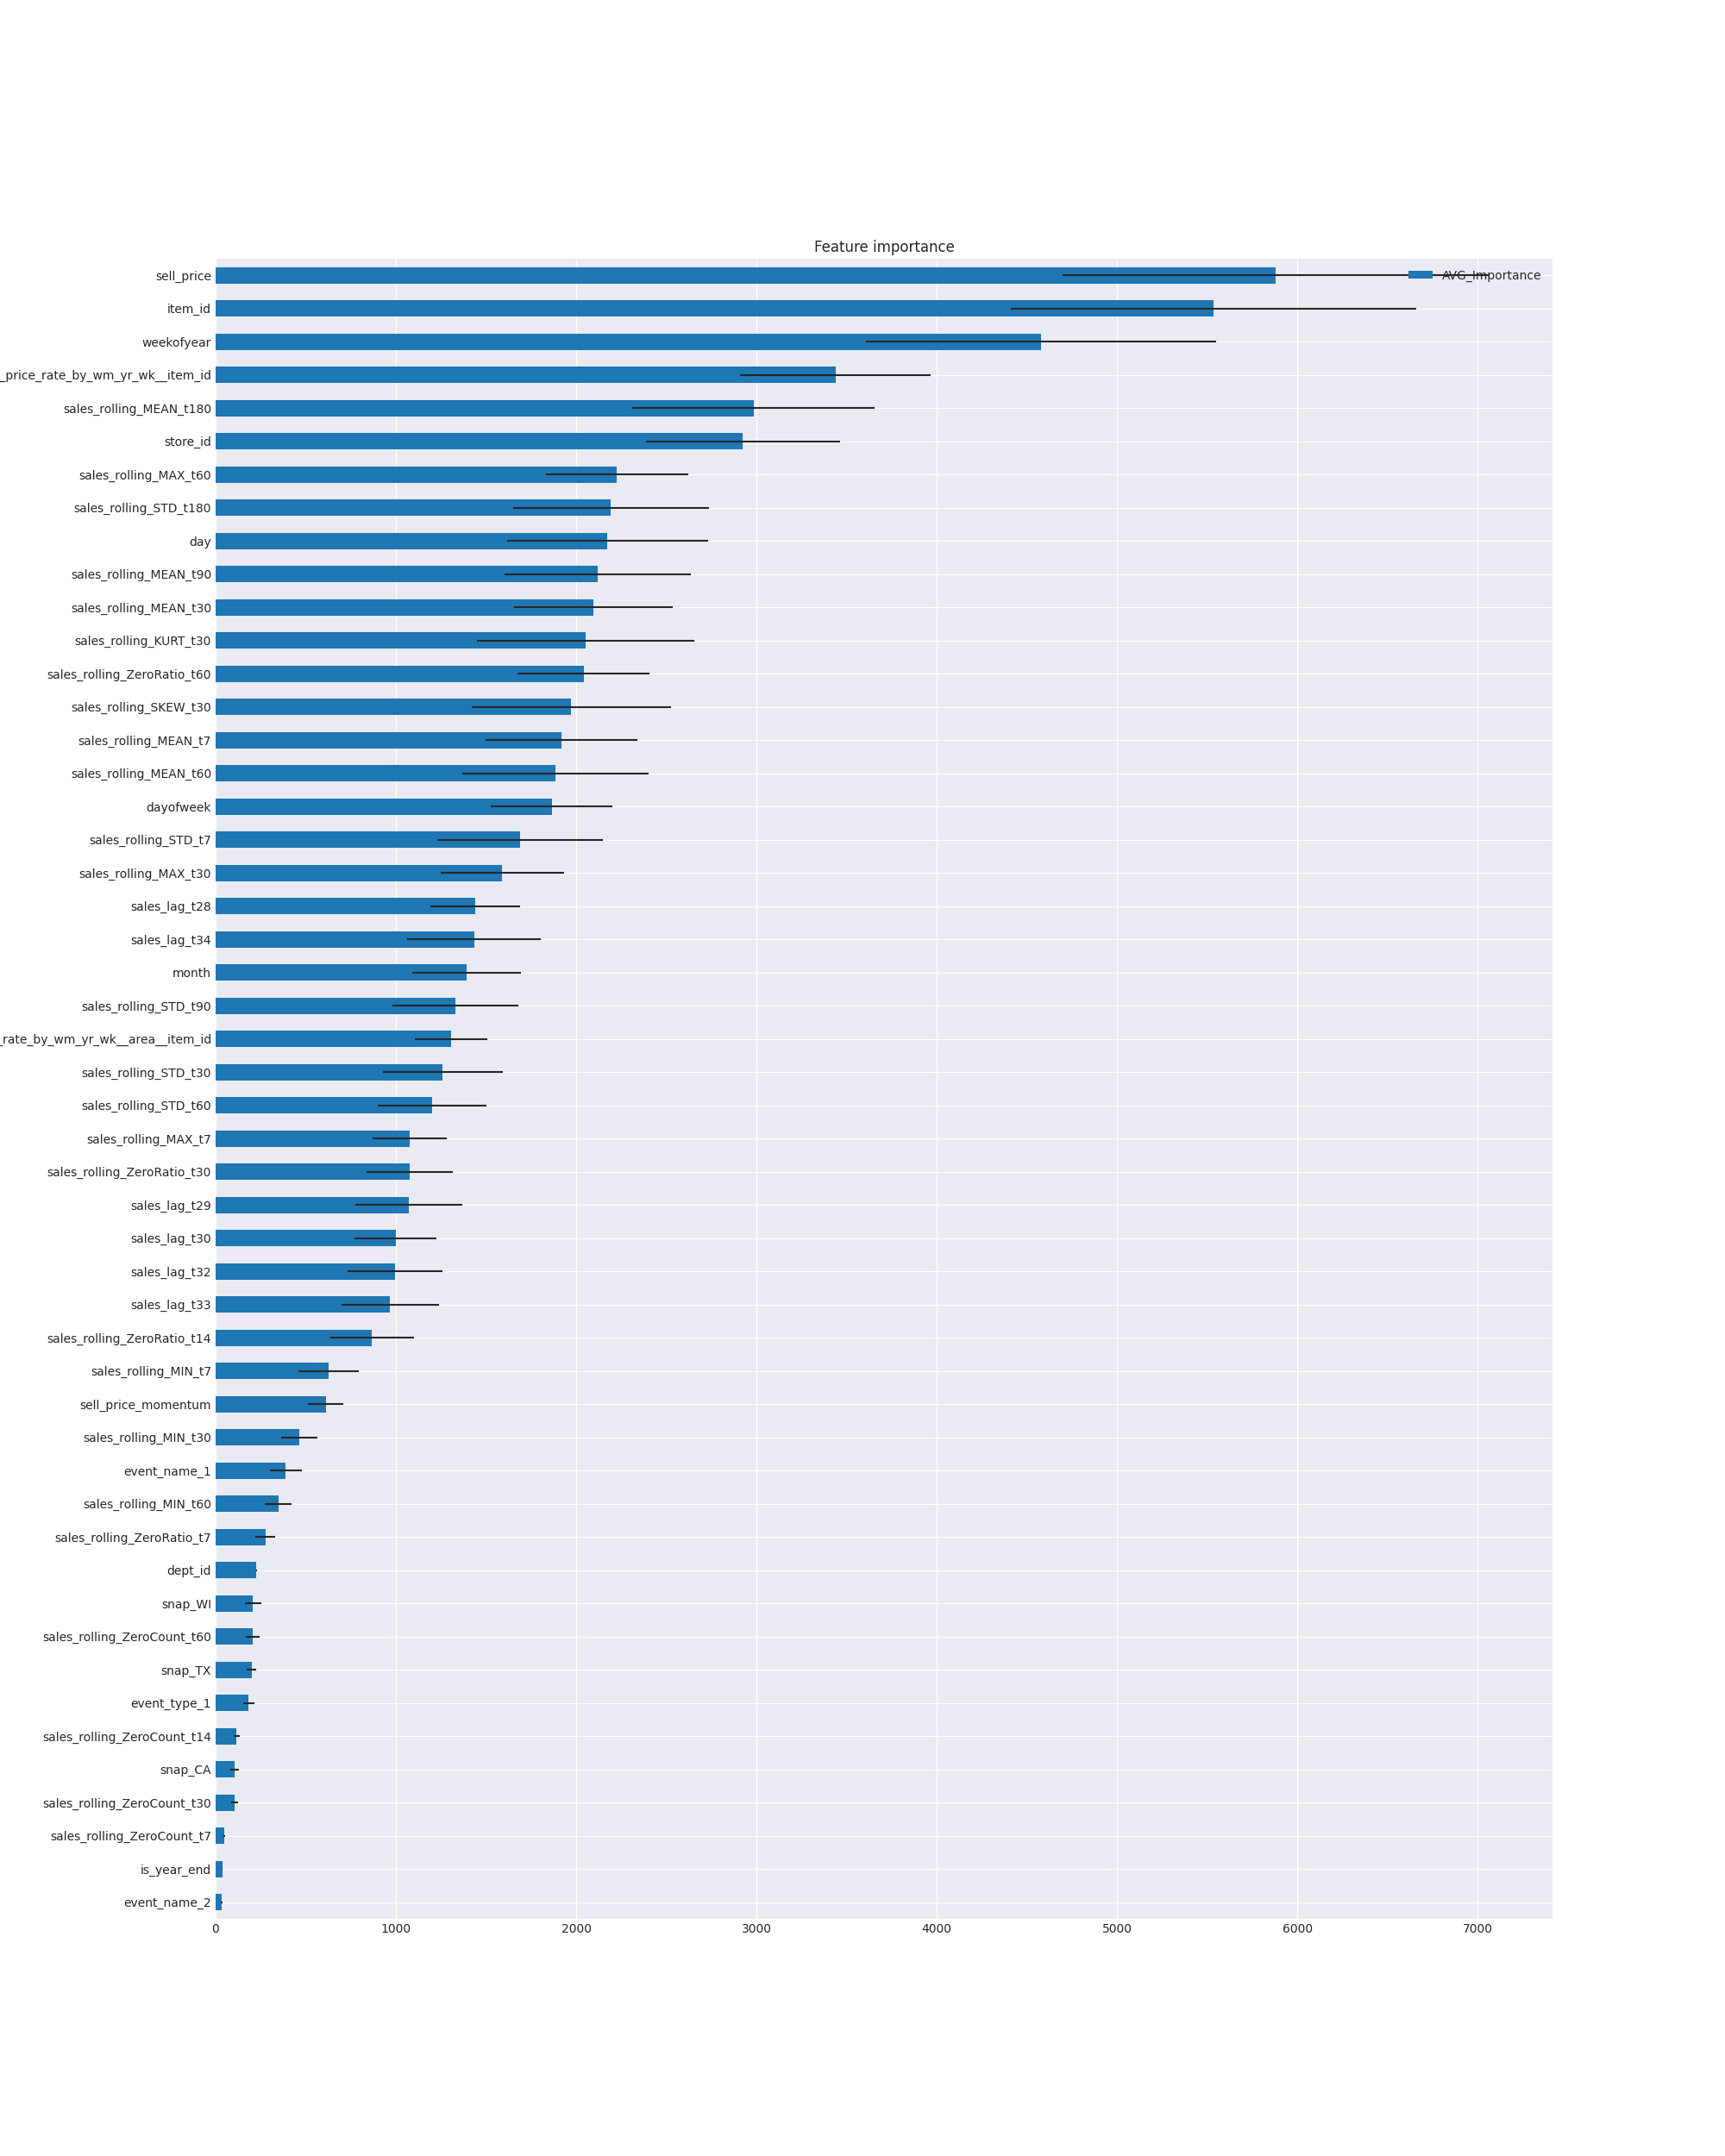 Feature importance
AVG_Importance
sell_price
item_id
weekofyear
_price_rate_by_wm_yr_wk__item_id
sales_rolling_MEAN_t180
store_id
sales_rolling_MAX_t60
sales_rolling_STD_t180
day
sales_rolling_MEAN_t90
sales_rolling_MEAN_t30
sales_rolling_KURT_t30
sales_rolling_ZeroRatio_t60
sales_rolling_SKEW_t30
sales_rolling_MEAN_t7
sales_rolling_MEAN_t60
dayofweek
sales_rolling_STD_t7
sales_rolling_MAX_t30
sales_lag_t28
sales_lag_t34
month
sales_rolling_STD_t90
_rate_by_wm_yr_wk__area__item_id
sales_rolling_STD_t30
sales_rolling_STD_t60
sales_rolling_MAX_t7
sales_rolling_ZeroRatio_t30
sales_lag_t29
sales_lag_t30
sales_lag_t32
sales_lag_t33
sales_rolling_ZeroRatio_t14
sales_rolling_MIN_t7
sell_price_momentum
sales_rolling_MIN_t30
event_name_1
sales_rolling_MIN_t60
sales_rolling_ZeroRatio_t7
dept_id
snap_WI
sales_rolling_ZeroCount_t60
snap_TX
event_type_1
sales_rolling_ZeroCount_t14
snap_CA
sales_rolling_ZeroCount_t30
sales_rolling_ZeroCount_t7
is_year_end
event_name_2
0 1000 2000 3000 4000 5000 6000 7000